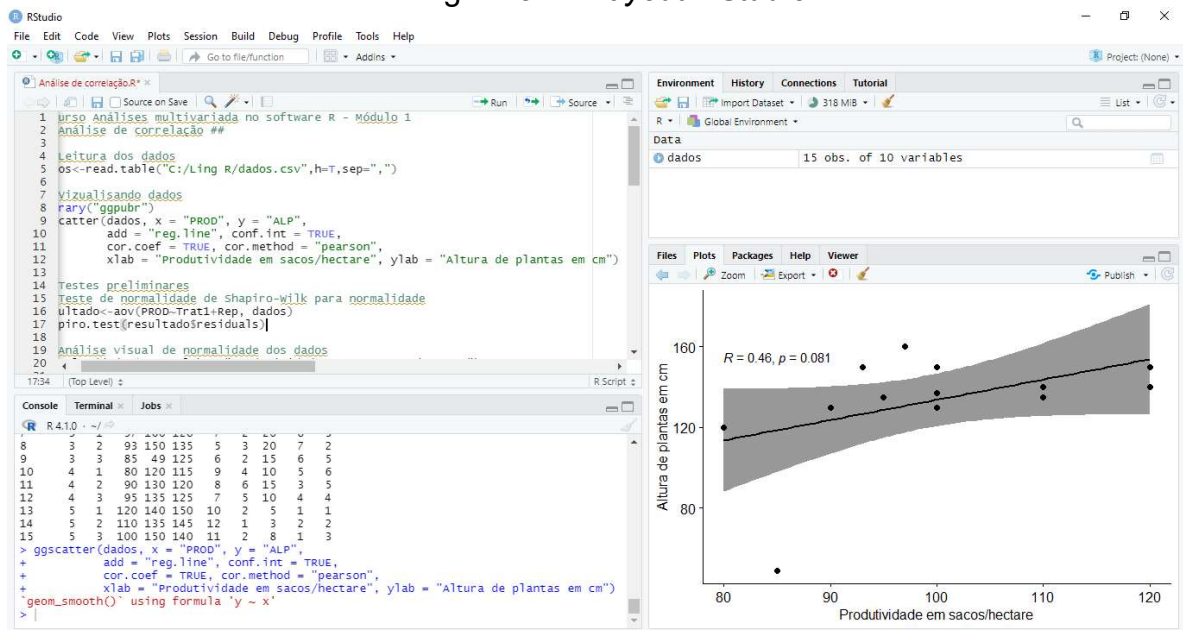 RStudio
File Edit Code View Plots Session Build Debug Profile Tools Help
Go to file/function Addins
Project: (None)
Análise de correlação.R*
Source on Save Run Source
1 urso Análises multivariada no software R - Módulo 1
2 Análise de correlação ##
3
4 Leitura dos dados
5 os<-read.table("C:/Ling R/dados.csv",h=T,sep=",")
6
7 Vizualisando dados
8 rary("ggpubr")
9 catter(dados, x = "PROD", y = "ALP",
10 add = "reg.line", conf.int = TRUE,
11 cor.coef = TRUE, cor.method = "pearson",
12 xlab = "Produtividade em sacos/hectare", ylab = "Altura de plantas em cm")
13
14 Testes preliminares
15 Teste de normalidade de Shapiro-Wilk para normalidade
16 ultado<-aov(PROD~Trat1+Rep, dados)
17 piro.test(resultado$residuals)
18
19 Análise visual de normalidade dos dados
20
17:34 (Top Level) R Script
Console Terminal Jobs
R 4.1.0 · ~/
8 3 2 93 150 135 5 3 20 7 2
9 3 3 85 49 125 6 2 15 6 5
10 4 1 80 120 115 9 4 10 5 6
11 4 2 90 130 120 8 6 15 3 5
12 4 3 95 135 125 7 5 10 4 4
13 5 1 120 140 150 10 2 5 1 1
14 5 2 110 135 145 12 1 3 2 2
15 5 3 100 150 140 11 2 8 1 3
> ggscatter(dados, x = "PROD", y = "ALP",
+ add = "reg.line", conf.int = TRUE,
+ cor.coef = TRUE, cor.method = "pearson",
+ xlab = "Produtividade em sacos/hectare", ylab = "Altura de plantas em cm")
`geom_smooth()` using formula 'y ~ x'
>
Environment History Connections Tutorial
Import Dataset 318 MiB List
R Global Environment
Data
dados 15 obs. of 10 variables
Files Plots Packages Help Viewer
Zoom Export Publish
R = 0.46, p = 0.081
Altura de plantas em cm
160
120
80
80 90 100 110 120
Produtividade em sacos/hectare